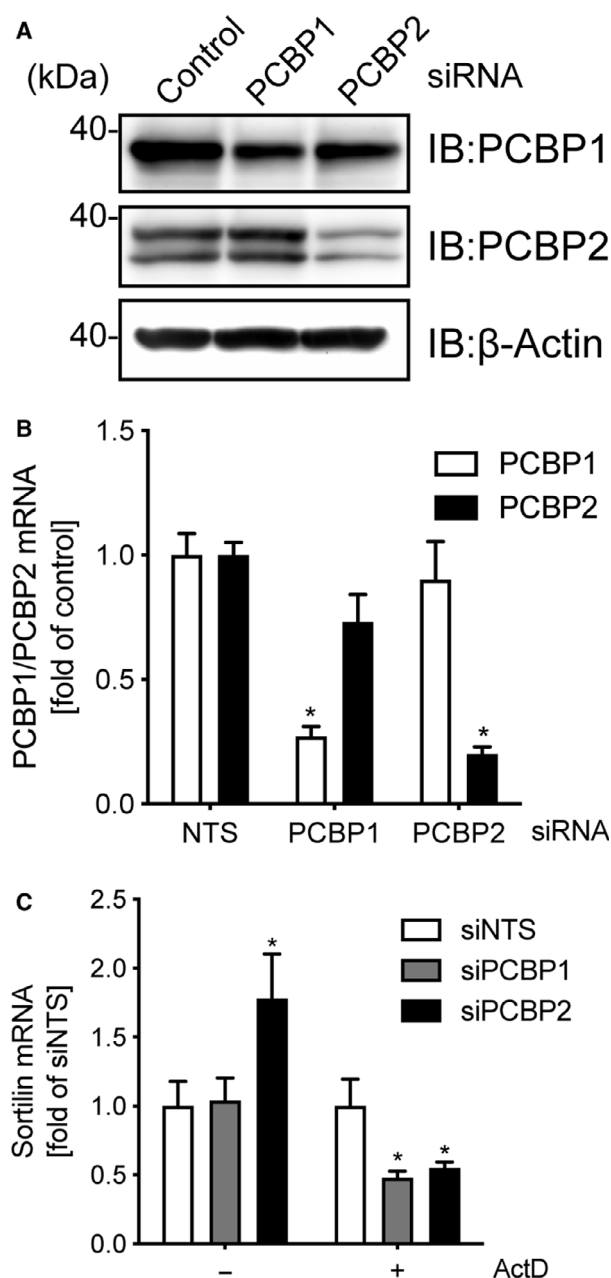 A
(kDa) Control PCBP1 PCBP2 siRNA
40- IB:PCBP1
40- IB:PCBP2
40- IB:β-Actin
B
PCBP1/PCBP2 mRNA
[fold of control]
1.5
1.0
0.5
0.0
PCBP1
PCBP2
*
*
NTS PCBP1 PCBP2 siRNA
C
Sortilin mRNA
[fold of siNTS]
2.5
2.0
1.5
1.0
0.5
0.0
siNTS
siPCBP1
siPCBP2
*
* *
– + ActD